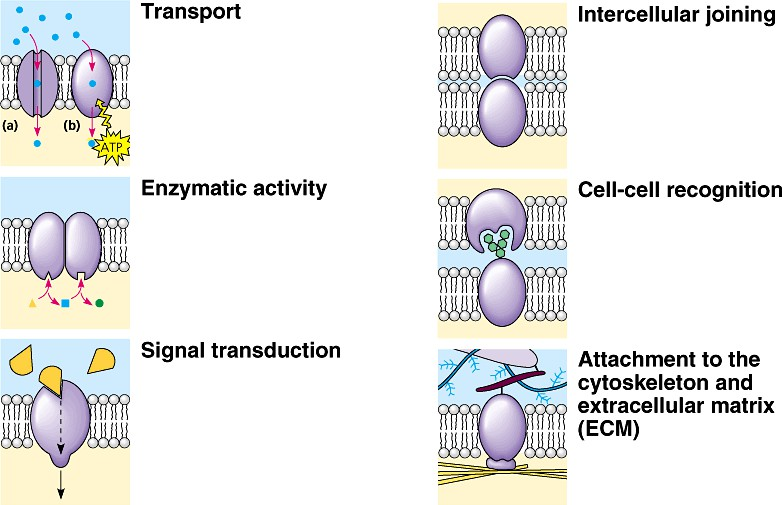 Transport
(a)
(b)
ATP
Enzymatic activity
Signal transduction
Intercellular joining
Cell-cell recognition
Attachment to the
cytoskeleton and
extracellular matrix
(ECM)